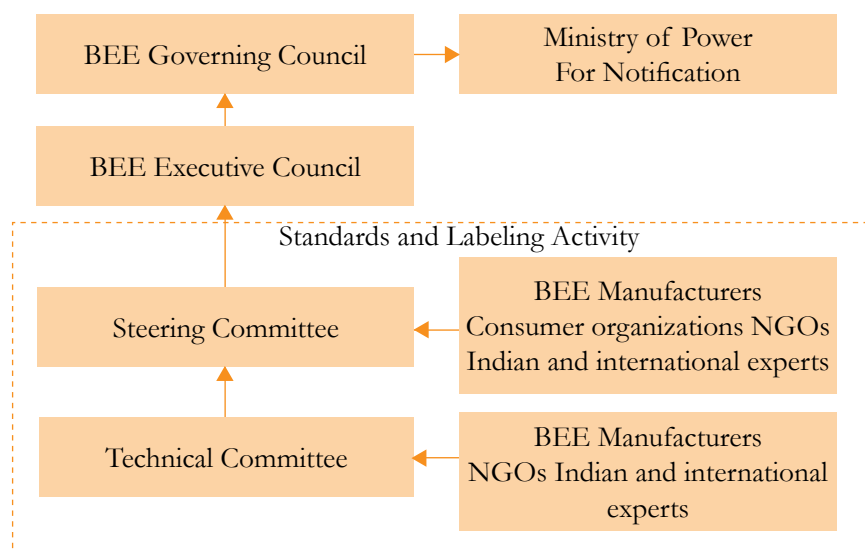 BEE Governing Council
Ministry of Power
For Notification
BEE Executive Council
Standards and Labeling Activity
Steering Committee
BEE Manufacturers
Consumer organizations NGOs
Indian and international experts
Technical Committee
BEE Manufacturers
NGOs Indian and international
experts